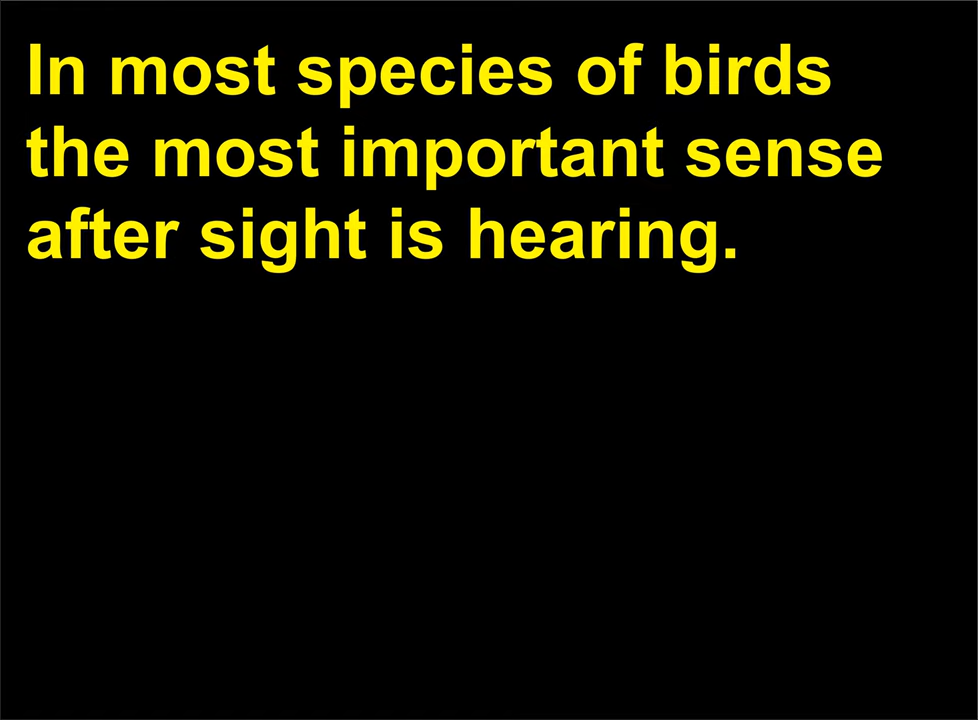 In most species of birds
the most important sense
after sight is hearing.